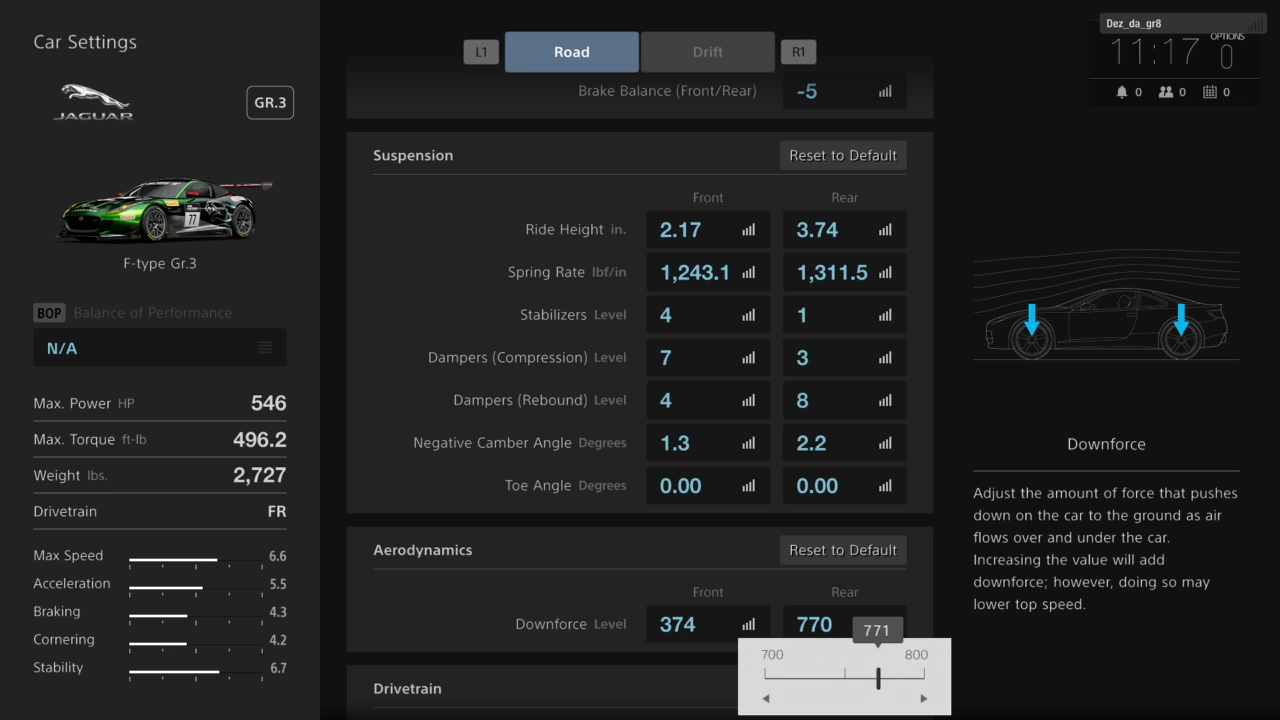 Car Settings
JAGUAR
GR.3
77
F-type Gr.3
BOP Balance of Performance
N/A
Max. Power HP 546
Max. Torque ft-lb 496.2
Weight lbs. 2,727
Drivetrain FR
Max Speed 6.6
Acceleration 5.5
Braking 4.3
Cornering 4.2
Stability 6.7
L1 Road Drift R1
Brake Balance (Front/Rear) -5
Suspension Reset to Default
Front Rear
Ride Height in. 2.17 3.74
Spring Rate lbf/in 1,243.1 1,311.5
Stabilizers Level 4 1
Dampers (Compression) Level 7 3
Dampers (Rebound) Level 4 8
Negative Camber Angle Degrees 1.3 2.2
Toe Angle Degrees 0.00 0.00
Aerodynamics Reset to Default
Front Rear
Downforce Level 374 770
771
700 800
Drivetrain
Dez_da_gr8
OPTIONS
11:17
0 0 0
Downforce
Adjust the amount of force that pushes
down on the car to the ground as air
flows over and under the car.
Increasing the value will add
downforce; however, doing so may
lower top speed.